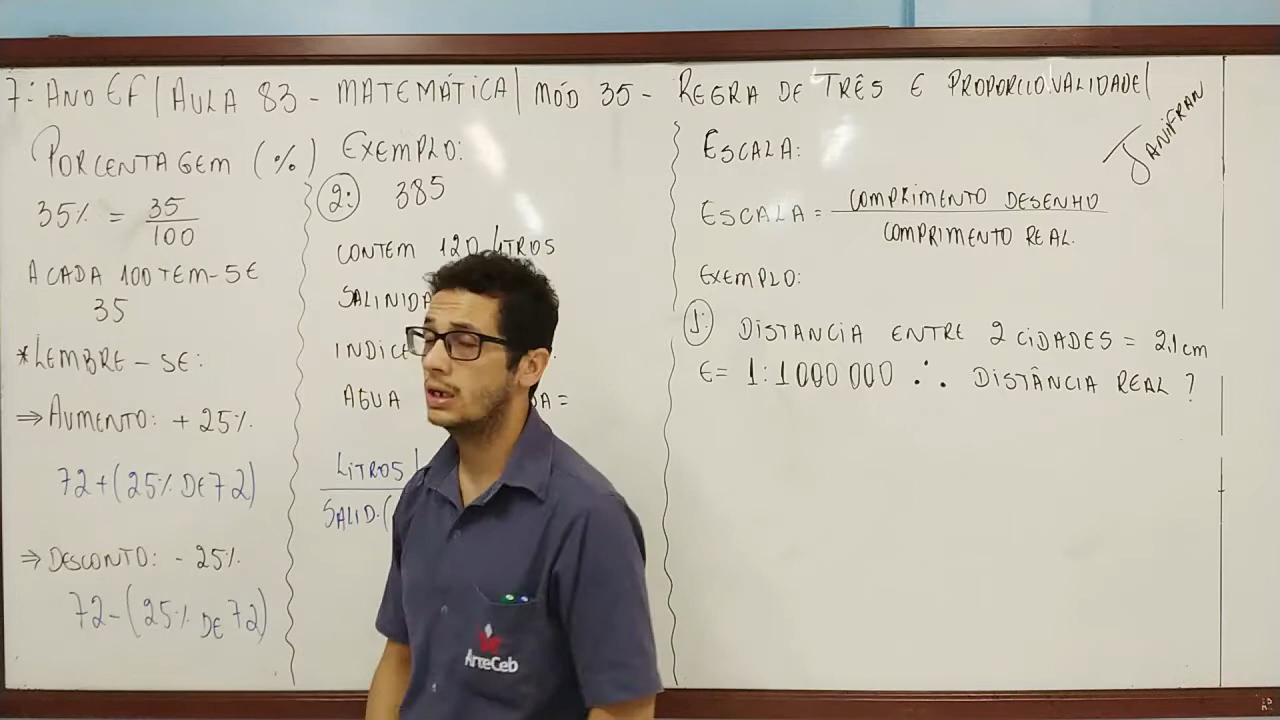 7º ANO EF / AULA 83 - MATEMÁTICA / MÓD 35 - REGRA DE TRÊS E PROPORCIONALIDADE /
JANIFRAN
PORCENTAGEM (%)
35% = 35/100
A CADA 100 TEM-SE
35
*LEMBRE-SE:
⇒ AUMENTO: + 25%
72+(25% DE 72)
⇒ DESCONTO: - 25%
72-(25% DE 72)
EXEMPLO:
2: 385
CONTEM 120 LITROS
SALINIDA
INDICE
AGUA DA=
LITROS
SALID.(
ESCALA:
ESCALA = COMPRIMENTO DESENHO
COMPRIMENTO REAL.
EXEMPLO:
1: DISTANCIA ENTRE 2 CIDADES = 2,1cm
E= 1:1000 000 ∴ DISTÂNCIA REAL ?
ArteCeb